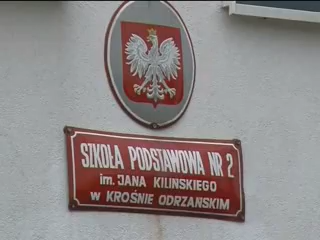 SZKOŁA PODSTAWOWA NR 2
im. JANA KILIŃSKIEGO
w KROŚNIE ODRZAŃSKIM